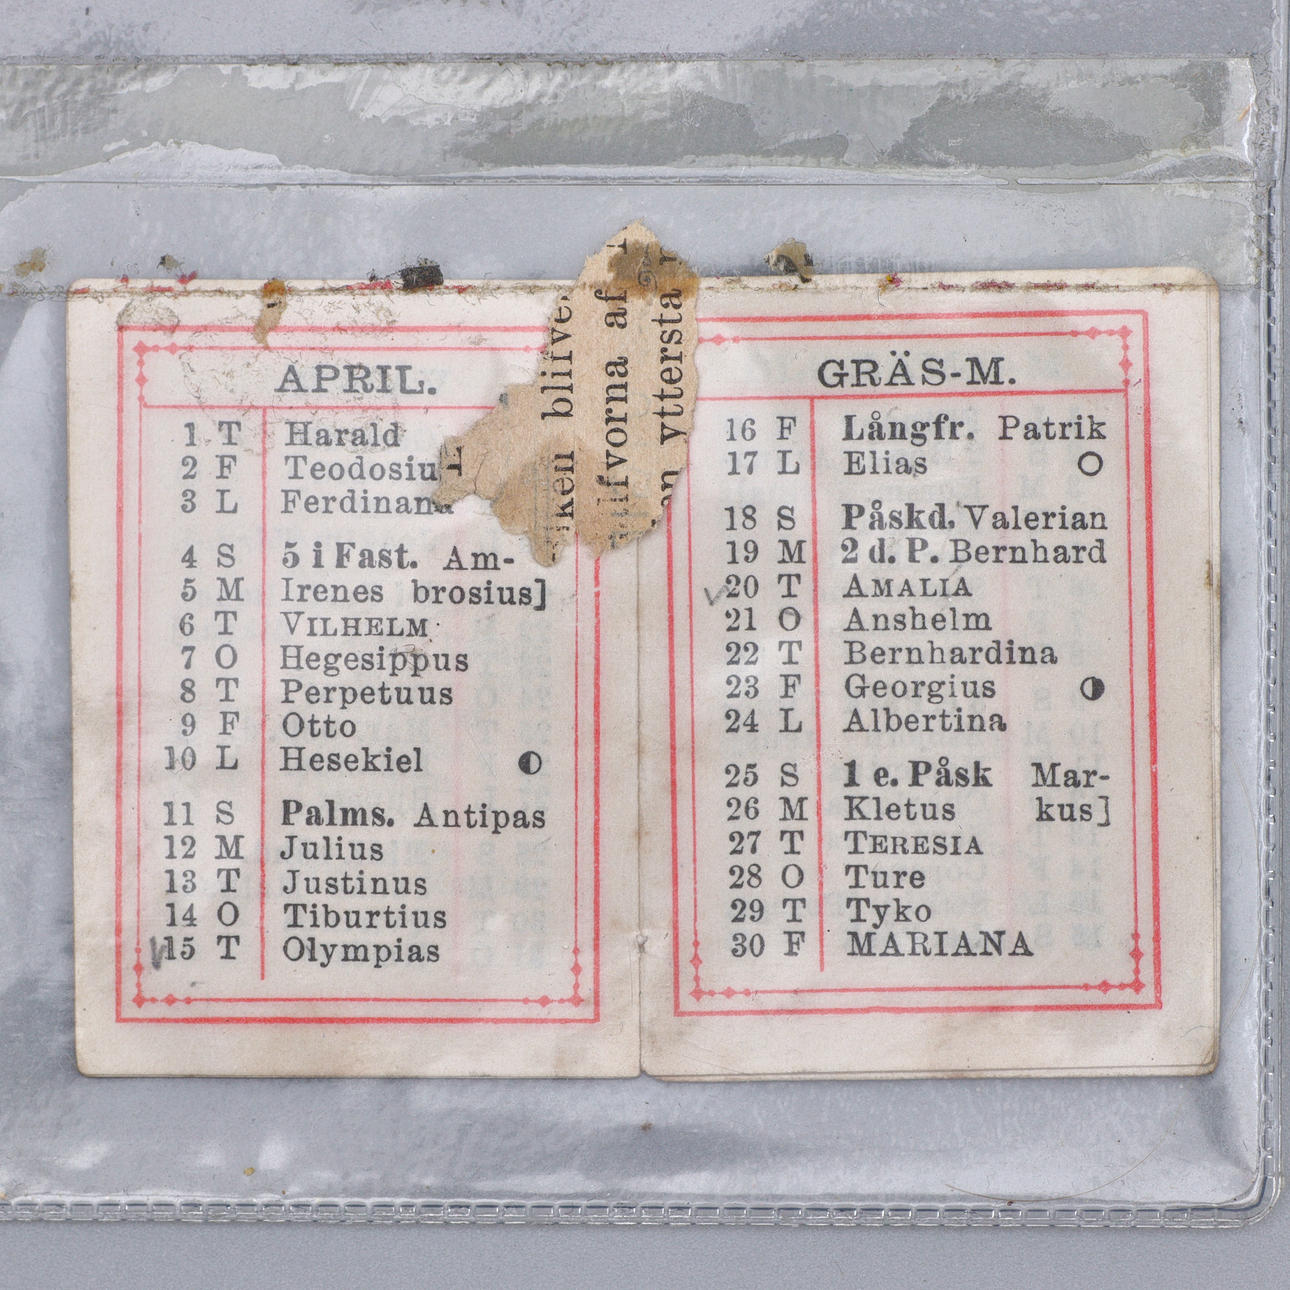 APRIL.
1 T Harald
2 F Teodosiu
3 L Ferdinan
4 S 5 i Fast. Am-
5 M Irenes brosius]
6 T VILHELM
7 O Hegesippus
8 T Perpetuus
9 F Otto
10 L Hesekiel
11 S Palms. Antipas
12 M Julius
13 T Justinus
14 O Tiburtius
15 T Olympias
blifve
fvorna af
yttersta
GRÄS-M.
16 F Långfr. Patrik
17 L Elias
18 S Påskd. Valerian
19 M 2 d. P. Bernhard
20 T AMALIA
21 O Anshelm
22 T Bernhardina
23 F Georgius
24 L Albertina
25 S 1 e. Påsk Mar-
26 M Kletus kus]
27 T TERESIA
28 O Ture
29 T Tyko
30 F MARIANA